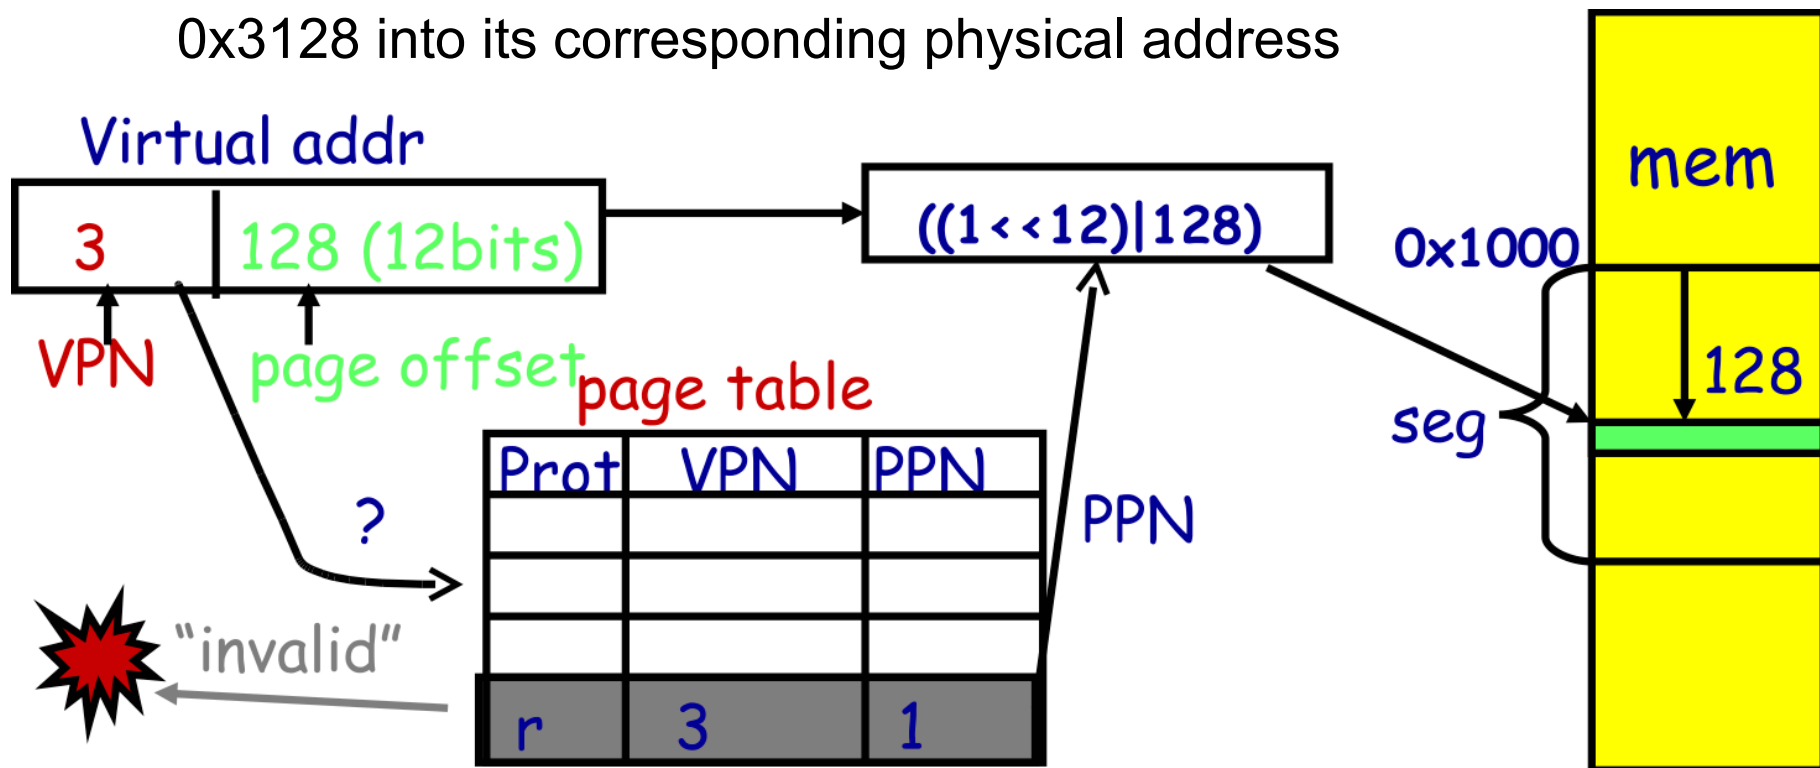 0x3128 into its corresponding physical address
Virtual addr
3 128 (12bits)
VPN page offset
((1<<12)|128)
page table
Prot VPN PPN
r 3 1
?
"invalid"
PPN
mem
0x1000
128
seg